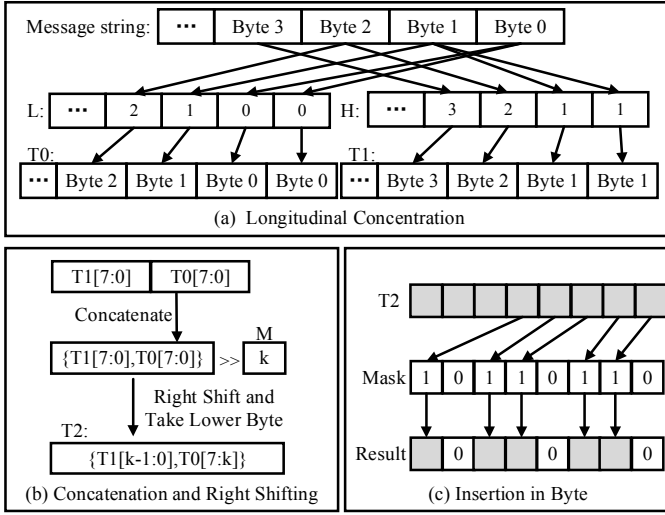 Message string: ... Byte 3 Byte 2 Byte 1 Byte 0
L: ... 2 1 0 0 H: ... 3 2 1 1
T0: T1:
... Byte 2 Byte 1 Byte 0 Byte 0 ... Byte 3 Byte 2 Byte 1 Byte 1
(a) Longitudinal Concentration
T1[7:0] T0[7:0]
Concatenate
M
{T1[7:0],T0[7:0]} >> k
Right Shift and
Take Lower Byte
T2:
{T1[k-1:0],T0[7:k]}
(b) Concatenation and Right Shifting
T2
Mask 1 0 1 1 0 1 1 0
Result 0 0 0
(c) Insertion in Byte